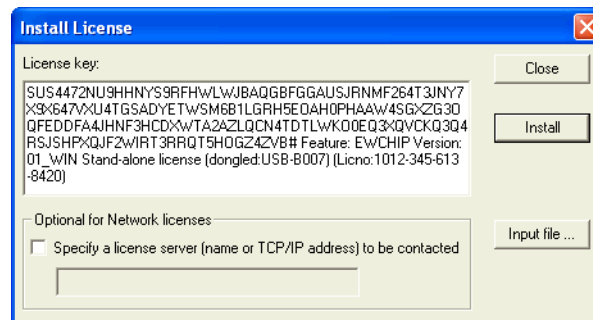 Install License
License key:
Close
SUS4472NU9HHNYS9RFHWLWJBAQGBFGGAUSJRNMF264T3JNY7
X9X647VXU4TGSADYETWSM6B1LGRH5EOAH0PHAAW4SGXZG3O
QFEDDFA4JHNF3HCDXWTA2AZLQCN4TDTLWKO0EQ3XQVCKQ3Q4
RSJSHPXQJF2WIRT3RRQT5HOGZ4ZVB# Feature: EWCHIP Version:
01_WIN Stand-alone license (dongled:USB-B007) (Licno:1012-345-613
-8420)
Install
Optional for Network licenses
Specify a license server (name or TCP/IP address) to be contacted
Input file ...